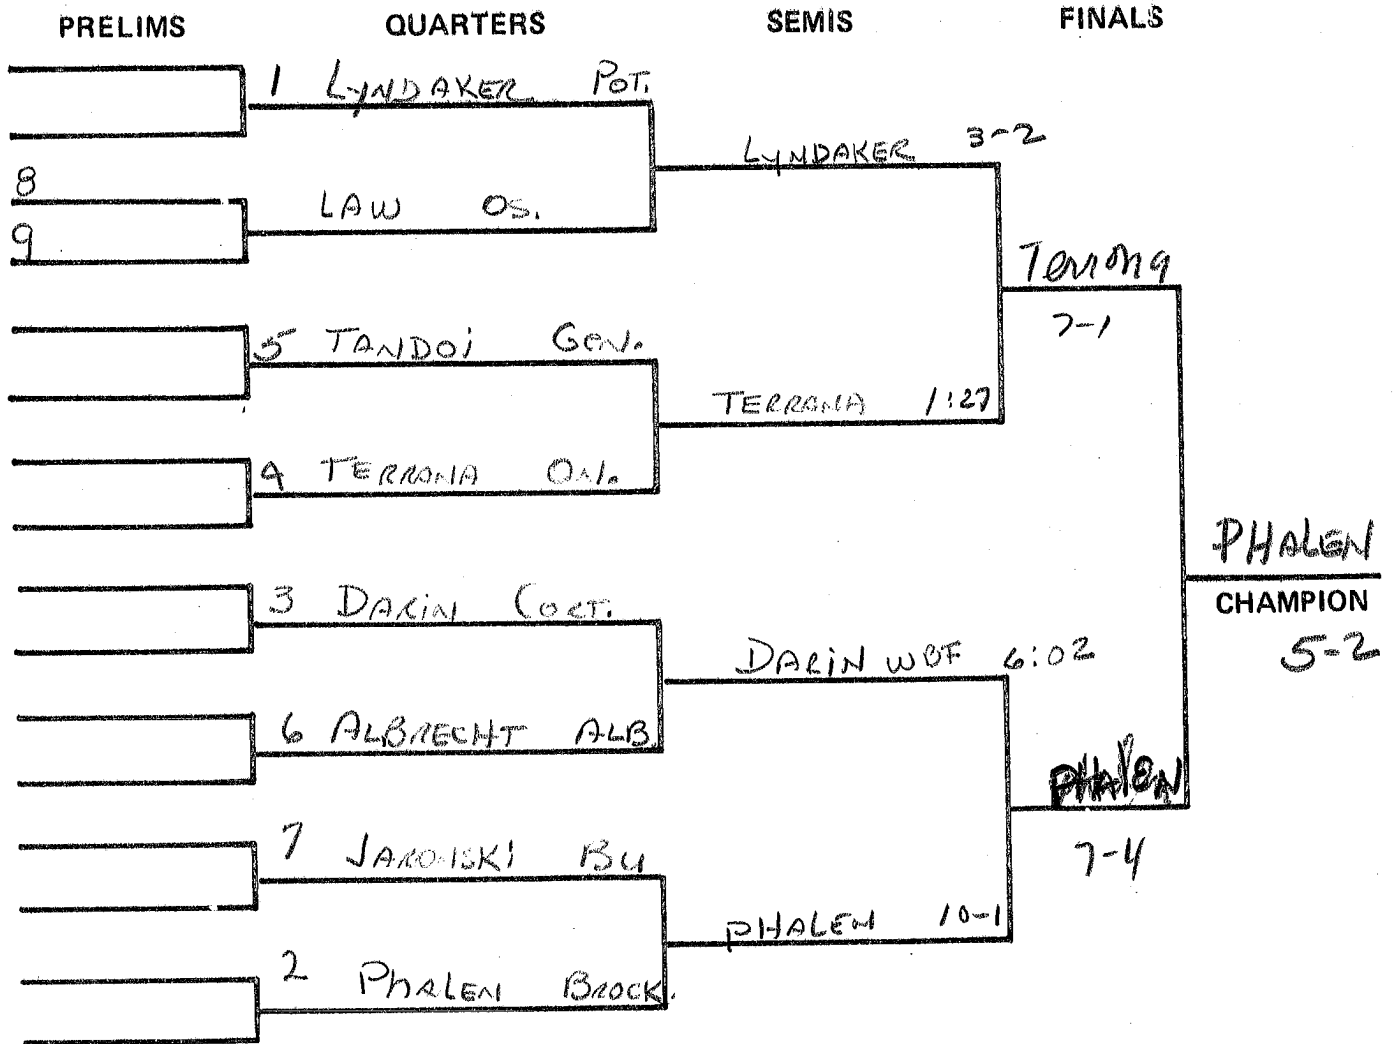 PRELIMS QUARTERS SEMIS FINALS
1 LYNDAKER POT.
LYNDAKER 3-2
8
LAW OS.
9
Terrona
7-1
5 TANDOI GEN.
TERRONA 1:27
4 TERRONA ON.
PHALEN
CHAMPION
5-2
3 DARIN CORT.
DARIN WBF 6:02
6 ALBRECHT ALB.
PHALEN
7-4
7 JARONSKI BU
PHALEN 10-1
2 PHALEN BROCK.